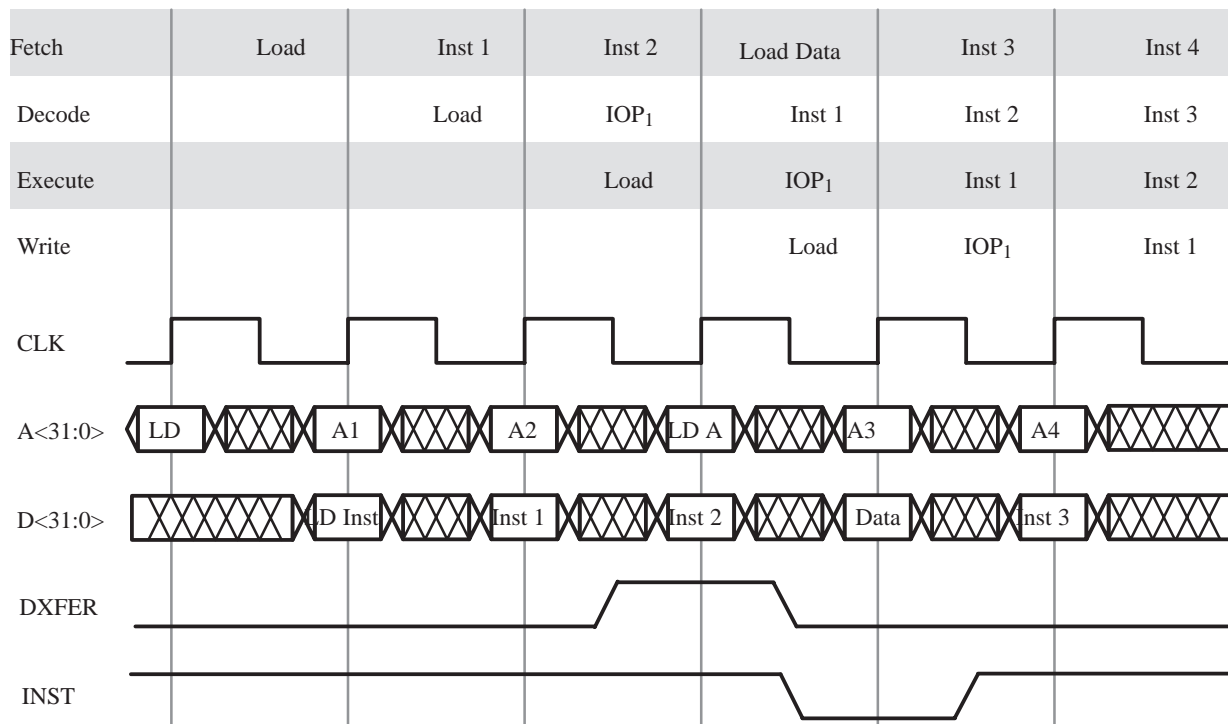 Fetch Load Inst 1 Inst 2 Load Data Inst 3 Inst 4
Decode Load IOP1 Inst 1 Inst 2 Inst 3
Execute Load IOP1 Inst 1 Inst 2
Write Load IOP1 Inst 1
CLK
A<31:0> LD A1 A2 LD A A3 A4
D<31:0> LD Inst Inst 1 Inst 2 Data Inst 3
DXFER
INST